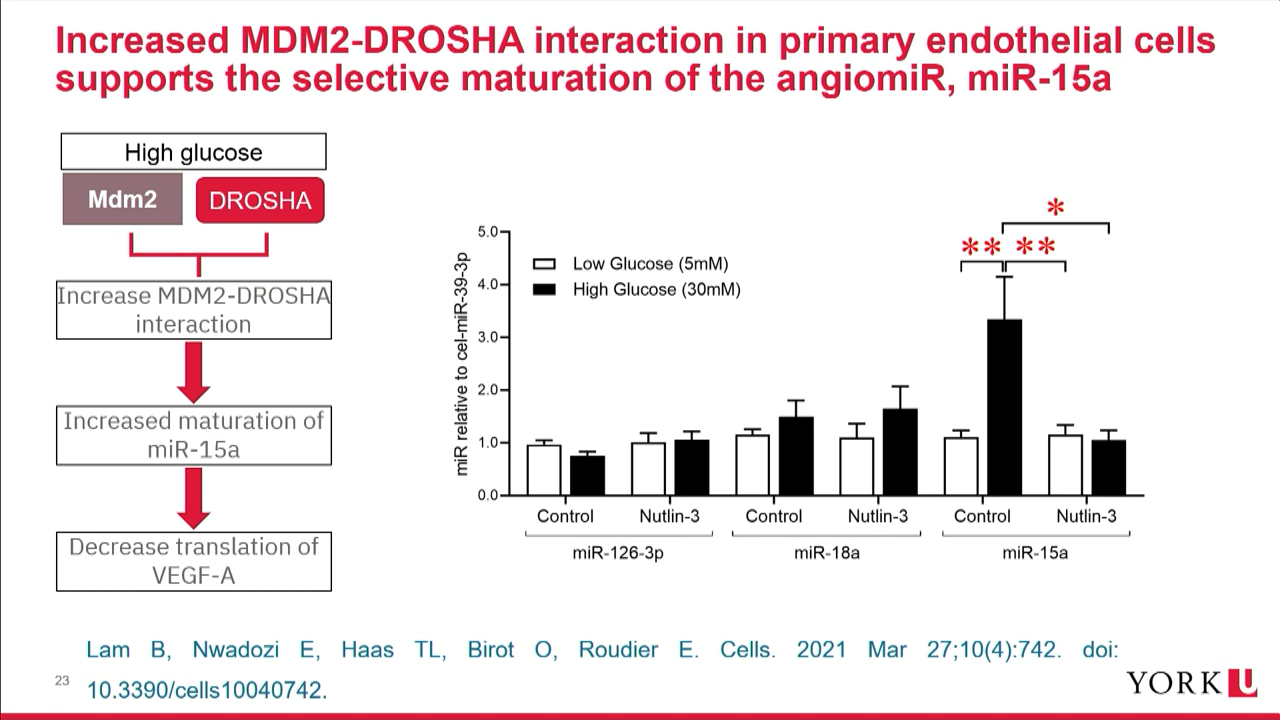 Increased MDM2-DROSHA interaction in primary endothelial cells
supports the selective maturation of the angiomiR, miR-15a
High glucose
Mdm2
DROSHA
Increase MDM2-DROSHA
interaction
Increased maturation of
miR-15a
Decrease translation of
VEGF-A
miR relative to cel-miR-39-3p
5.0
4.0
3.0
2.0
1.0
0.0
Low Glucose (5mM)
High Glucose (30mM)
*
** **
Control Nutlin-3 Control Nutlin-3 Control Nutlin-3
miR-126-3p miR-18a miR-15a
Lam B, Nwadozi E, Haas TL, Birot O, Roudier E. Cells. 2021 Mar 27;10(4):742. doi:
10.3390/cells10040742.
23
YORK U